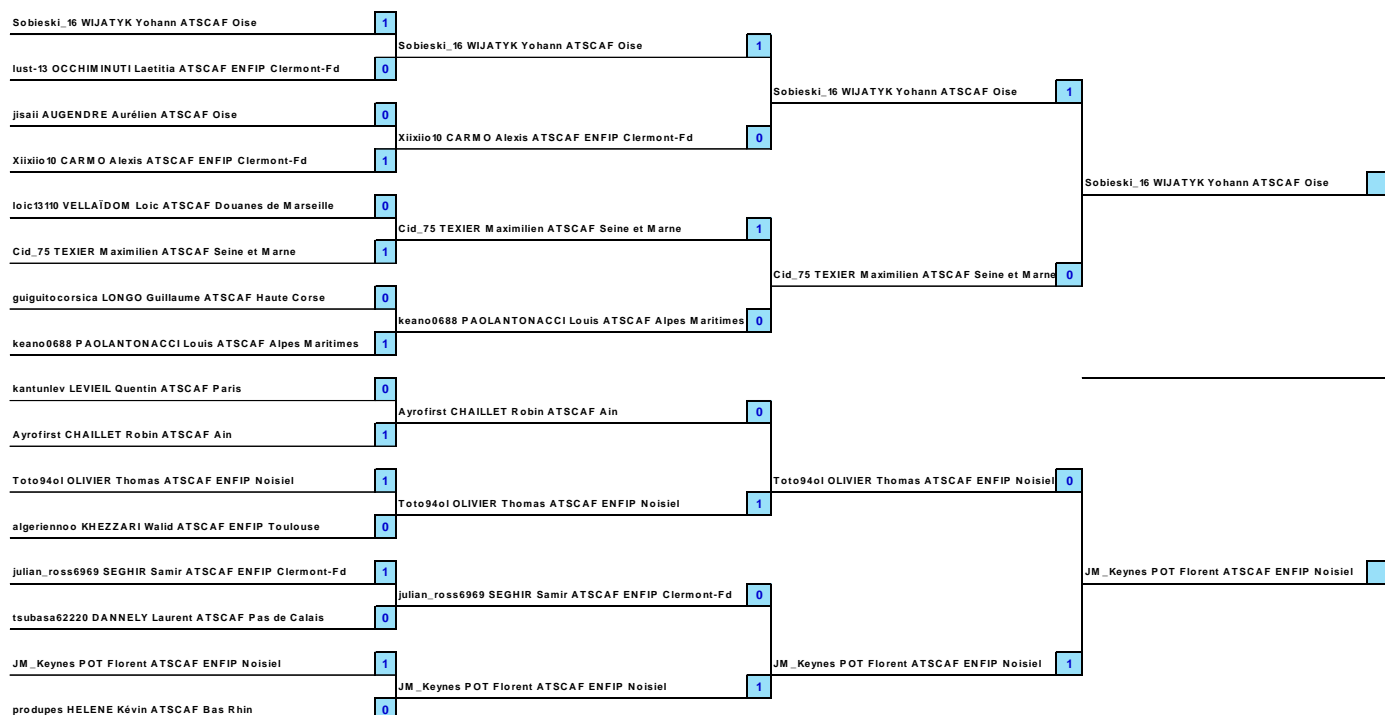 Sobieski_16 WIJATYK Yohann ATSCAF Oise 1
lust-13 OCCHIMINUTI Laetitia ATSCAF ENFIP Clermont-Fd 0
jisaii AUGENDRE Aurélien ATSCAF Oise 0
Xiixiio10 CARMO Alexis ATSCAF ENFIP Clermont-Fd 1
loic13110 VELLAÏDOM Loic ATSCAF Douanes de Marseille 0
Cid_75 TEXIER Maximilien ATSCAF Seine et Marne 1
guiguitocorsica LONGO Guillaume ATSCAF Haute Corse 0
keano0688 PAOLANTONACCI Louis ATSCAF Alpes Maritimes 1
kantunlev LEVIEIL Quentin ATSCAF Paris 0
Ayrofirst CHAILLET Robin ATSCAF Ain 1
Toto94ol OLIVIER Thomas ATSCAF ENFIP Noisiel 1
algeriennoo KHEZZARI Walid ATSCAF ENFIP Toulouse 0
julian_ross6969 SEGHIR Samir ATSCAF ENFIP Clermont-Fd 1
tsubasa62220 DANNELY Laurent ATSCAF Pas de Calais 0
JM_Keynes POT Florent ATSCAF ENFIP Noisiel 1
produpes HELENE Kévin ATSCAF Bas Rhin 0
Sobieski_16 WIJATYK Yohann ATSCAF Oise 1
Xiixiio10 CARMO Alexis ATSCAF ENFIP Clermont-Fd 0
Cid_75 TEXIER Maximilien ATSCAF Seine et Marne 1
keano0688 PAOLANTONACCI Louis ATSCAF Alpes Maritimes 0
Ayrofirst CHAILLET Robin ATSCAF Ain 0
Toto94ol OLIVIER Thomas ATSCAF ENFIP Noisiel 1
julian_ross6969 SEGHIR Samir ATSCAF ENFIP Clermont-Fd 0
JM_Keynes POT Florent ATSCAF ENFIP Noisiel 1
Sobieski_16 WIJATYK Yohann ATSCAF Oise 1
Cid_75 TEXIER Maximilien ATSCAF Seine et Marne 0
Toto94ol OLIVIER Thomas ATSCAF ENFIP Noisiel 0
JM_Keynes POT Florent ATSCAF ENFIP Noisiel 1
Sobieski_16 WIJATYK Yohann ATSCAF Oise
JM_Keynes POT Florent ATSCAF ENFIP Noisiel